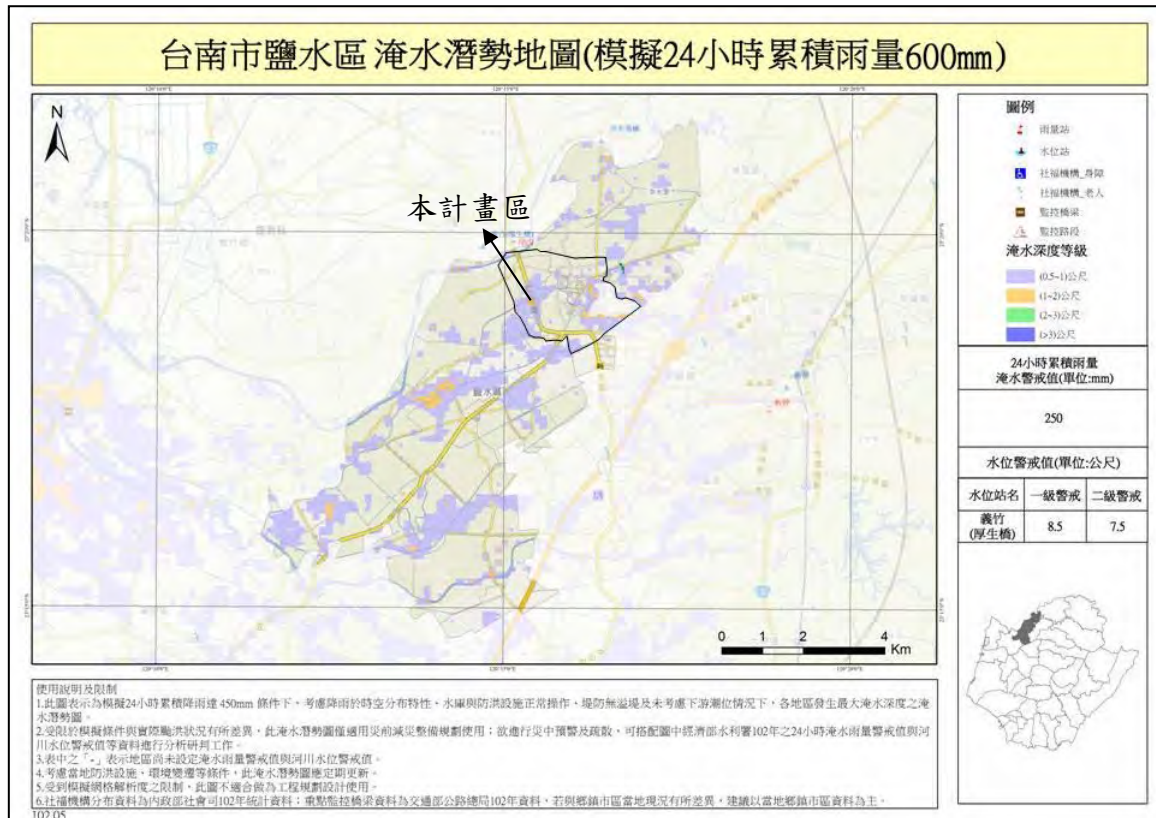 台南市鹽水區 淹水潛勢地圖(模擬24小時累積雨量600mm)
N
本計畫區
鹽水區
0 1 2 4
Km
圖例
雨量站
水位站
社福機構_身障
社福機構_老人
監控橋梁
監控路段
淹水深度等級
(0.5~1)公尺
(1~2)公尺
(2~3)公尺
(>3)公尺
24小時累積雨量
淹水警戒值(單位:mm)
250
水位警戒值(單位:公尺)
水位站名 一級警戒 二級警戒
義竹
(厚生橋) 8.5 7.5
使用說明及限制
1.此圖表示為模擬24小時累積降雨達 450mm 條件下、考慮降雨於時空分布特性、水庫與防洪設施正常操作、堤防無溢堤及未考慮下游潮位情況下、各地區發生最大淹水深度之淹
水潛勢圖。
2.受限於模擬條件與實際颱洪狀況有所差異，此淹水潛勢圖僅適用災前減災整備規劃使用；欲進行災中預警及疏散，可搭配圖中經濟部水利署102年之24小時淹水雨量警戒值與河
川水位警戒值等資料進行分析研判工作。
3.表中之「-」表示地區尚未設定淹水雨量警戒值與河川水位警戒值。
4.考慮當地防洪設施、環境變遷等條件，此淹水潛勢圖應定期更新。
5.受到模擬網格解析度之限制，此圖不適合做為工程規劃設計使用。
6.社福機構分布資料為內政部社會司102年統計資料；重點監控橋梁資料為交通部公路總局102年資料，若與鄉鎮市區當地現況有所差異，建議以當地鄉鎮市區資料為主。
102.05